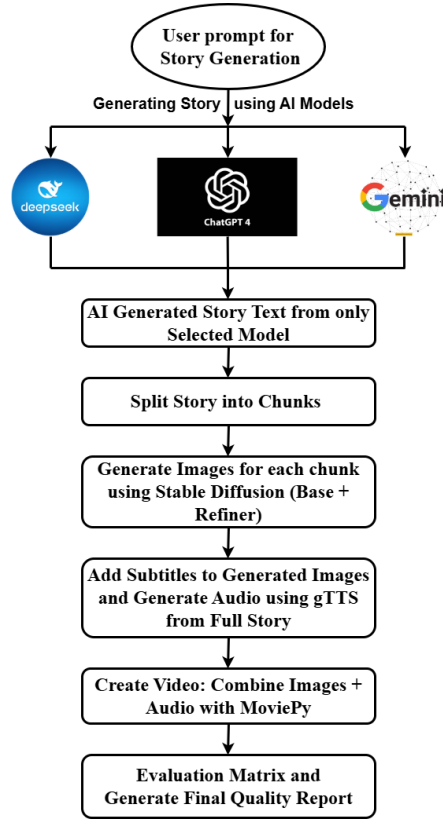 User prompt for
Story Generation
Generating Story using AI Models
deepseek
ChatGPT 4
Gemini
AI Generated Story Text from only
Selected Model
Split Story into Chunks
Generate Images for each chunk
using Stable Diffusion (Base +
Refiner)
Add Subtitles to Generated Images
and Generate Audio using gTTS
from Full Story
Create Video: Combine Images +
Audio with MoviePy
Evaluation Matrix and
Generate Final Quality Report